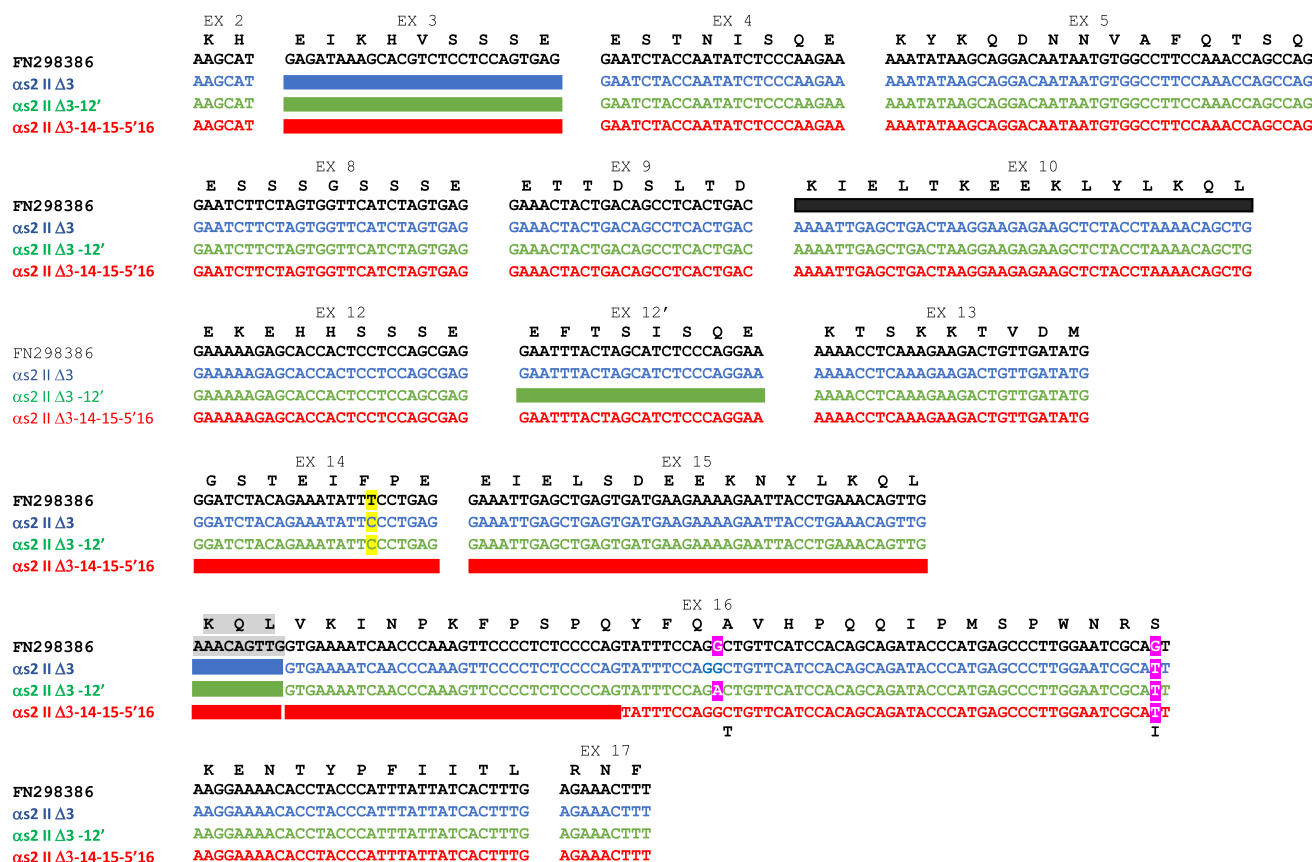 EX 2 EX 3 EX 4 EX 5
K H E I K H V S S S E E S T N I S Q E K Y K Q D N N V A F Q T S Q
FN298386 AAGCAT GAGATAAAGCACGTCTCCTCCAGTGAG GAATCTACCAATATCTCCCAAGAA AAATATAAGCAGGACAATAATGTGGCCTTCCAAACCAGCCAG
αs2 II Δ3 AAGCAT GAATCTACCAATATCTCCCAAGAA AAATATAAGCAGGACAATAATGTGGCCTTCCAAACCAGCCAG
αs2 II Δ3-12’ AAGCAT GAATCTACCAATATCTCCCAAGAA AAATATAAGCAGGACAATAATGTGGCCTTCCAAACCAGCCAG
αs2 II Δ3-14-15-5’16 AAGCAT GAATCTACCAATATCTCCCAAGAA AAATATAAGCAGGACAATAATGTGGCCTTCCAAACCAGCCAG
EX 8 EX 9 EX 10
E S S S G S S S E E T T D S L T D K I E L T K E E K L Y L K Q L
FN298386 GAATCTTCTAGTGGTTCATCTAGTGAG GAAACTACTGACAGCCTCACTGAC
αs2 II Δ3 GAATCTTCTAGTGGTTCATCTAGTGAG GAAACTACTGACAGCCTCACTGAC AAAATTGAGCTGACTAAGGAAGAGAAGCTCTACCTAAAACAGCTG
αs2 II Δ3 -12’ GAATCTTCTAGTGGTTCATCTAGTGAG GAAACTACTGACAGCCTCACTGAC AAAATTGAGCTGACTAAGGAAGAGAAGCTCTACCTAAAACAGCTG
αs2 II Δ3-14-15-5’16 GAATCTTCTAGTGGTTCATCTAGTGAG GAAACTACTGACAGCCTCACTGAC AAAATTGAGCTGACTAAGGAAGAGAAGCTCTACCTAAAACAGCTG
EX 12 EX 12’ EX 13
E K E H H S S S E E F T S I S Q E K T S K K T V D M
FN298386 GAAAAAGAGCACCACTCCTCCAGCGAG GAATTTACTAGCATCTCCCAGGAA AAAACCTCAAAGAAGACTGTTGATATG
αs2 II Δ3 GAAAAAGAGCACCACTCCTCCAGCGAG GAATTTACTAGCATCTCCCAGGAA AAAACCTCAAAGAAGACTGTTGATATG
αs2 II Δ3 -12’ GAAAAAGAGCACCACTCCTCCAGCGAG AAAACCTCAAAGAAGACTGTTGATATG
αs2 II Δ3-14-15-5’16 GAAAAAGAGCACCACTCCTCCAGCGAG GAATTTACTAGCATCTCCCAGGAA AAAACCTCAAAGAAGACTGTTGATATG
EX 14 EX 15
G S T E I F P E E I E L S D E E K N Y L K Q L
FN298386 GGATCTACAGAAATATTTCCTGAG GAAATTGAGCTGAGTGATGAAGAAAAGAATTACCTGAAACAGTTG
αs2 II Δ3 GGATCTACAGAAATATTCCCTGAG GAAATTGAGCTGAGTGATGAAGAAAAGAATTACCTGAAACAGTTG
αs2 II Δ3 -12’ GGATCTACAGAAATATTCCCTGAG GAAATTGAGCTGAGTGATGAAGAAAAGAATTACCTGAAACAGTTG
αs2 II Δ3-14-15-5’16
EX 16
K Q L V K I N P K F P S P Q Y F Q A V H P Q Q I P M S P W N R S
FN298386 AAACAGTTGGTGAAAATCAACCCAAAGTTCCCCTCTCCCCAGTATTTCCAGGCTGTTCATCCACAGCAGATACCCATGAGCCCTTGGAATCGCAGT
αs2 II Δ3 GTGAAAATCAACCCAAAGTTCCCCTCTCCCCAGTATTTCCAGGCTGTTCATCCACAGCAGATACCCATGAGCCCTTGGAATCGCATT
αs2 II Δ3 -12’ GTGAAAATCAACCCAAAGTTCCCCTCTCCCCAGTATTTCCAGACTGTTCATCCACAGCAGATACCCATGAGCCCTTGGAATCGCATT
αs2 II Δ3-14-15-5’16 TATTTCCAGGCTGTTCATCCACAGCAGATACCCATGAGCCCTTGGAATCGCATT
T I
EX 17
K E N T Y P F I I T L R N F
FN298386 AAGGAAAACACCTACCCATTTATTATCACTTTG AGAAACTTT
αs2 II Δ3 AAGGAAAACACCTACCCATTTATTATCACTTTG AGAAACTTT
αs2 II Δ3 -12’ AAGGAAAACACCTACCCATTTATTATCACTTTG AGAAACTTT
αs2 II Δ3-14-15-5’16 AAGGAAAACACCTACCCATTTATTATCACTTTG AGAAACTTT